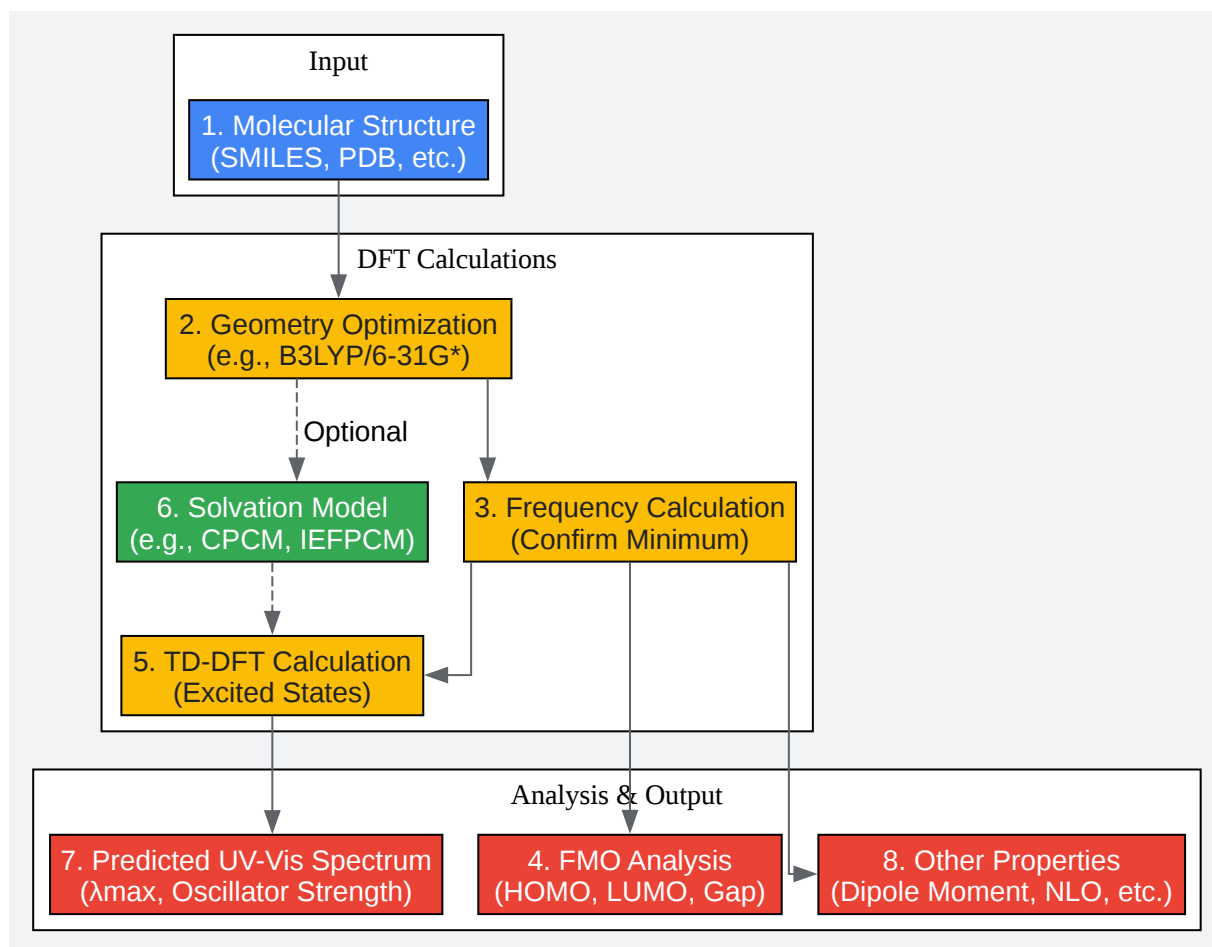 Input
1. Molecular Structure
(SMILES, PDB, etc.)
DFT Calculations
2. Geometry Optimization
(e.g., B3LYP/6-31G*)
Optional
6. Solvation Model
(e.g., CPCM, IEFPCM)
3. Frequency Calculation
(Confirm Minimum)
5. TD-DFT Calculation
(Excited States)
Analysis & Output
7. Predicted UV-Vis Spectrum
(λmax, Oscillator Strength)
4. FMO Analysis
(HOMO, LUMO, Gap)
8. Other Properties
(Dipole Moment, NLO, etc.)